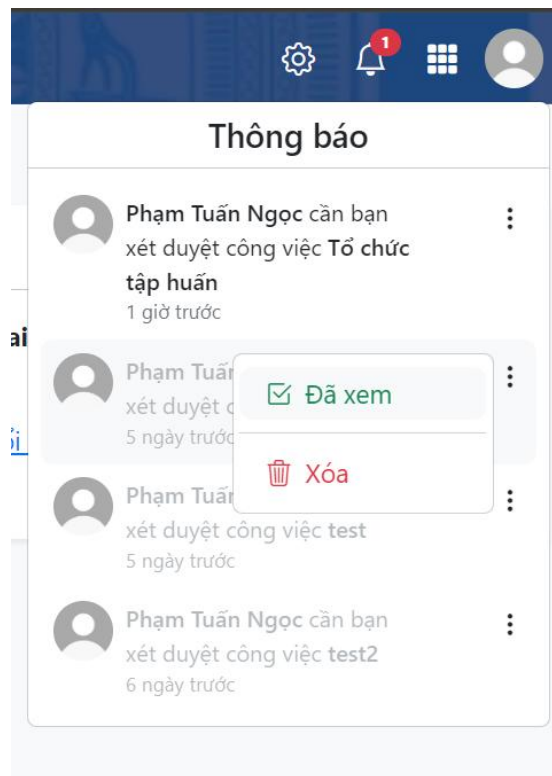 1
Thông báo
Phạm Tuấn Ngọc cần bạn
xét duyệt công việc Tổ chức
tập huấn
1 giờ trước
ai
Phạm Tuấn
xét duyệt
5 ngày trước
Đã xem
Xóa
ổi
Phạm Tuấn
xét duyệt công việc test
5 ngày trước
Phạm Tuấn Ngọc cần bạn
xét duyệt công việc test2
6 ngày trước